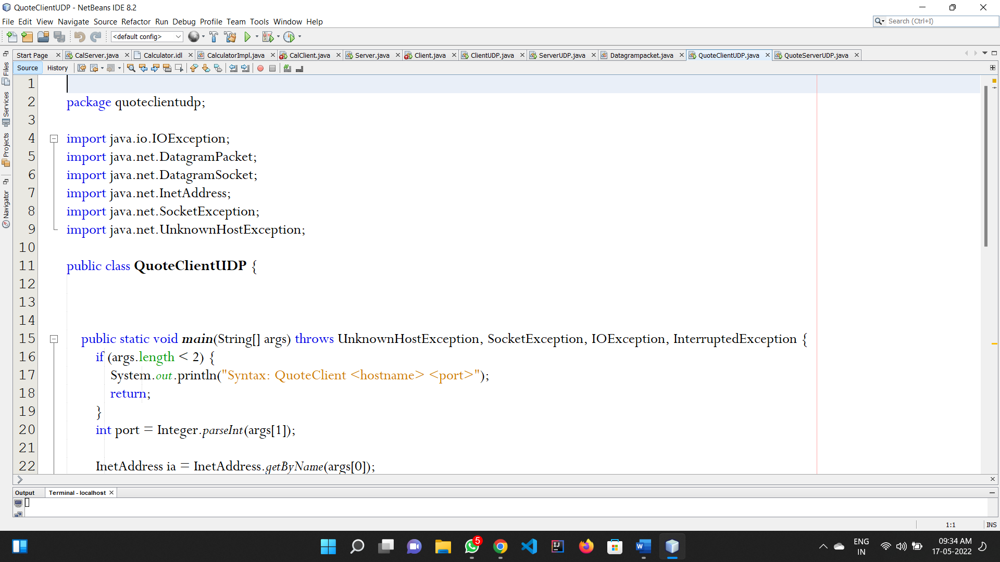 QuoteClientUDP - NetBeans IDE 8.2
File Edit View Navigate Source Refactor Run Debug Profile Team Tools Window Help
Search (Ctrl+I)
<default config>
Start Page CalServer.java Calculator.idl CalculatorImpl.java CalClient.java Server.java Client.java ClientUDP.java ServerUDP.java Datagrampacket.java QuoteClientUDP.java QuoteServerUDP.java
Source History
Files
Services
Projects
Navigator
1
2 package quoteclientudp;
3
4 import java.io.IOException;
5 import java.net.DatagramPacket;
6 import java.net.DatagramSocket;
7 import java.net.InetAddress;
8 import java.net.SocketException;
9 import java.net.UnknownHostException;
10
11 public class QuoteClientUDP {
12
13
14
15 public static void main(String[] args) throws UnknownHostException, SocketException, IOException, InterruptedException {
16 if (args.length < 2) {
17 System.out.println("Syntax: QuoteClient <hostname> <port>");
18 return;
19 }
20 int port = Integer.parseInt(args[1]);
21
22 InetAddress ia = InetAddress.getByName(args[0]);
Output Terminal - localhost
1:1 INS
5
ENG
IN
09:34 AM
17-05-2022